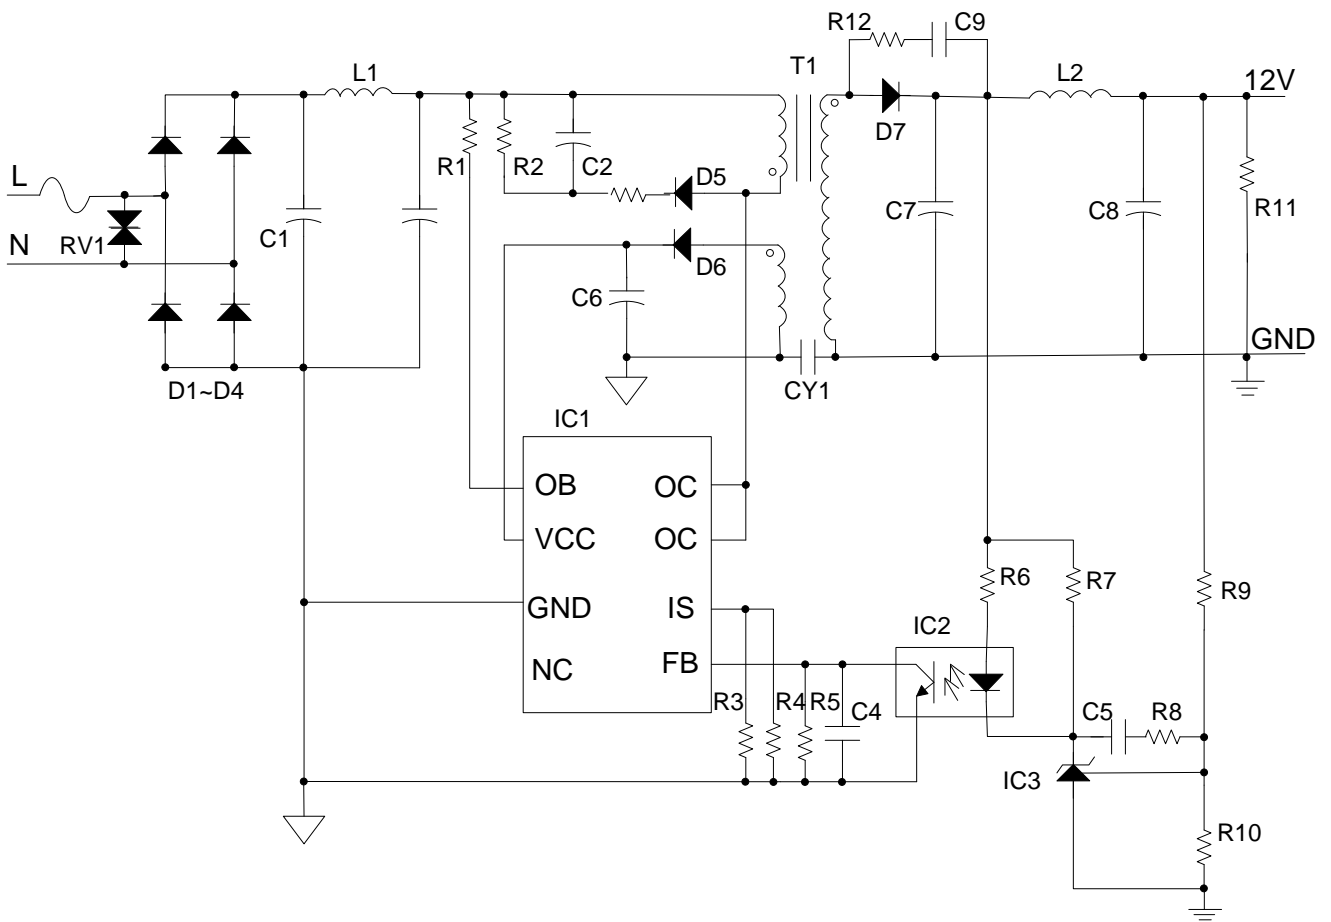 R12
C9
L1
T1
L2
12V
D7
R1
R2
C2
D5
L
C7
C8
R11
RV1
C1
N
D6
C6
GND
D1~D4
CY1
IC1
OB
OC
VCC
OC
R6
R7
R9
GND
IS
IC2
NC
FB
R3
R4
R5
C4
C5
R8
IC3
R10